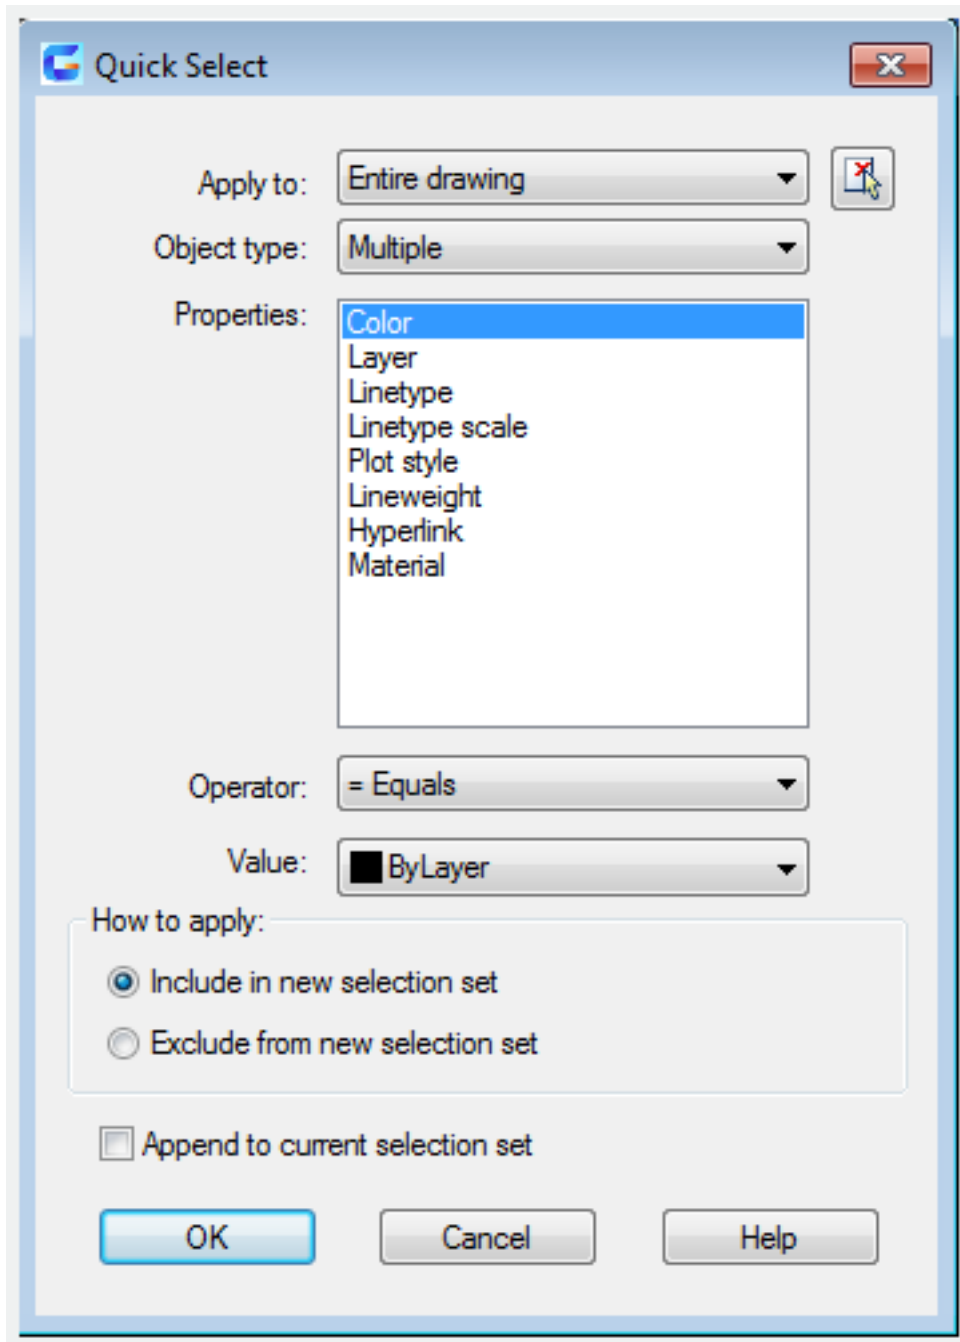 Quick Select
Apply to: Entire drawing
Object type: Multiple
Properties: Color
Layer
Linetype
Linetype scale
Plot style
Lineweight
Hyperlink
Material
Operator: = Equals
Value: ByLayer
How to apply:
Include in new selection set
Exclude from new selection set
Append to current selection set
OK Cancel Help